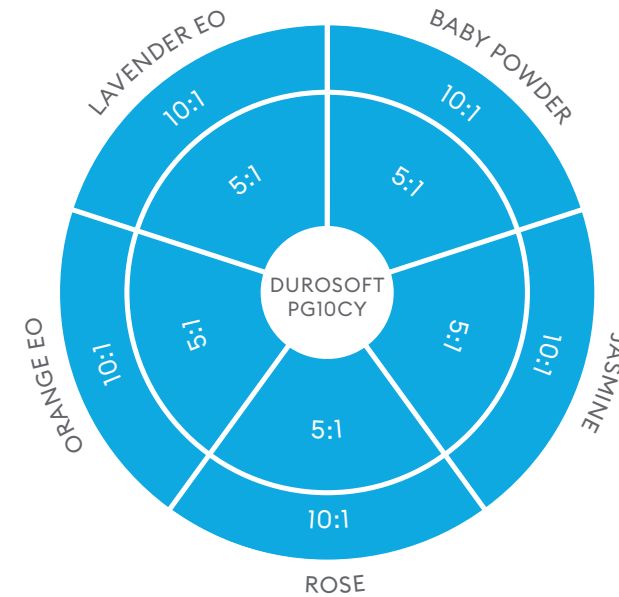 LAVENDER EO
BABY POWDER
10:1
10:1
5:1
5:1
DUROSOFT
PG10CY
ORANGE EO
10:1
5:1
5:1
10:1
JASMINE
5:1
10:1
ROSE